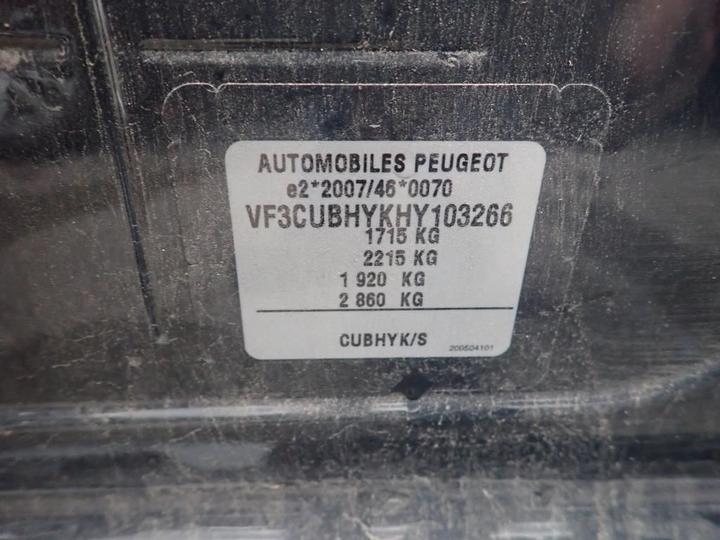 AUTOMOBILES PEUGEOT
e2*2007/46*0070
VF3CUBHYKHY103266
1715 KG
2215 KG
1 920 KG
2 860 KG
CUBHYK/S
200504101